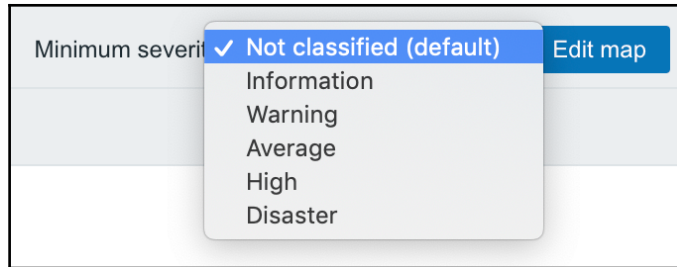 Minimum severit ✓ Not classified (default) Edit map
Information
Warning
Average
High
Disaster